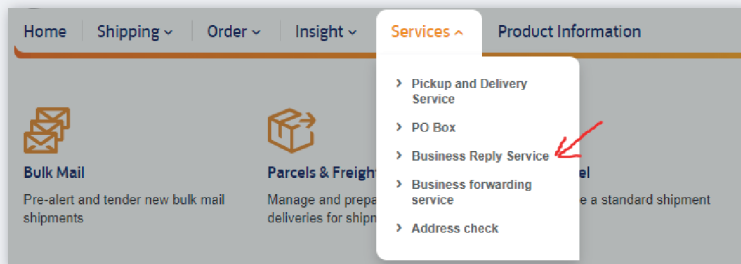 Home Shipping Order Insight Services Product Information
Pickup and Delivery
Service
PO Box
Business Reply Service
Business forwarding
service
Address check
Bulk Mail
Pre-alert and tender new bulk mail
shipments
Parcels & Freigh
Manage and prepa
deliveries for shipn
el
e a standard shipment